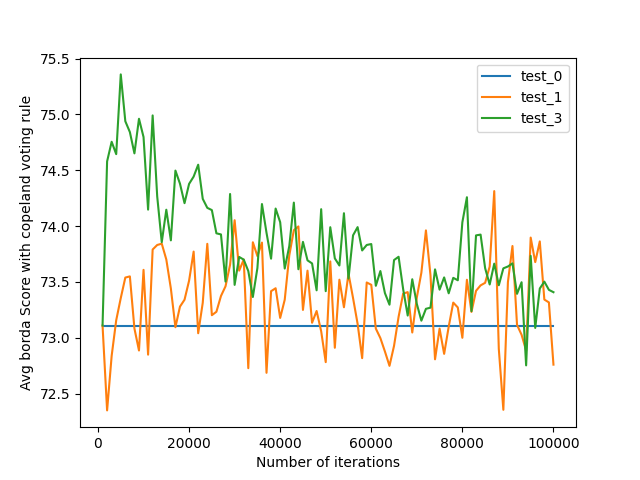 75.5
75.0
74.5
74.0
73.5
73.0
72.5
Avg borda Score with copeland voting rule
test_0
test_1
test_3
0 20000 40000 60000 80000 100000
Number of iterations